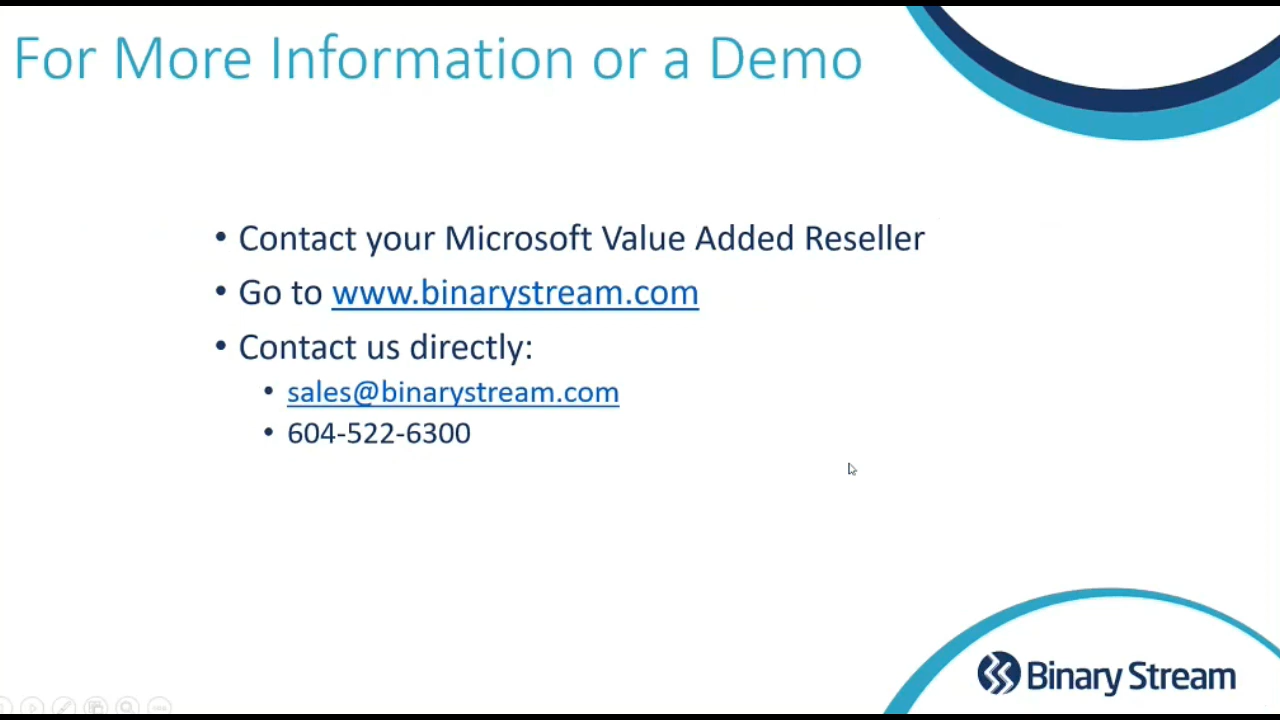 For More Information or a Demo
• Contact your Microsoft Value Added Reseller
• Go to www.binarystream.com
• Contact us directly:
• sales@binarystream.com
• 604-522-6300
Binary Stream